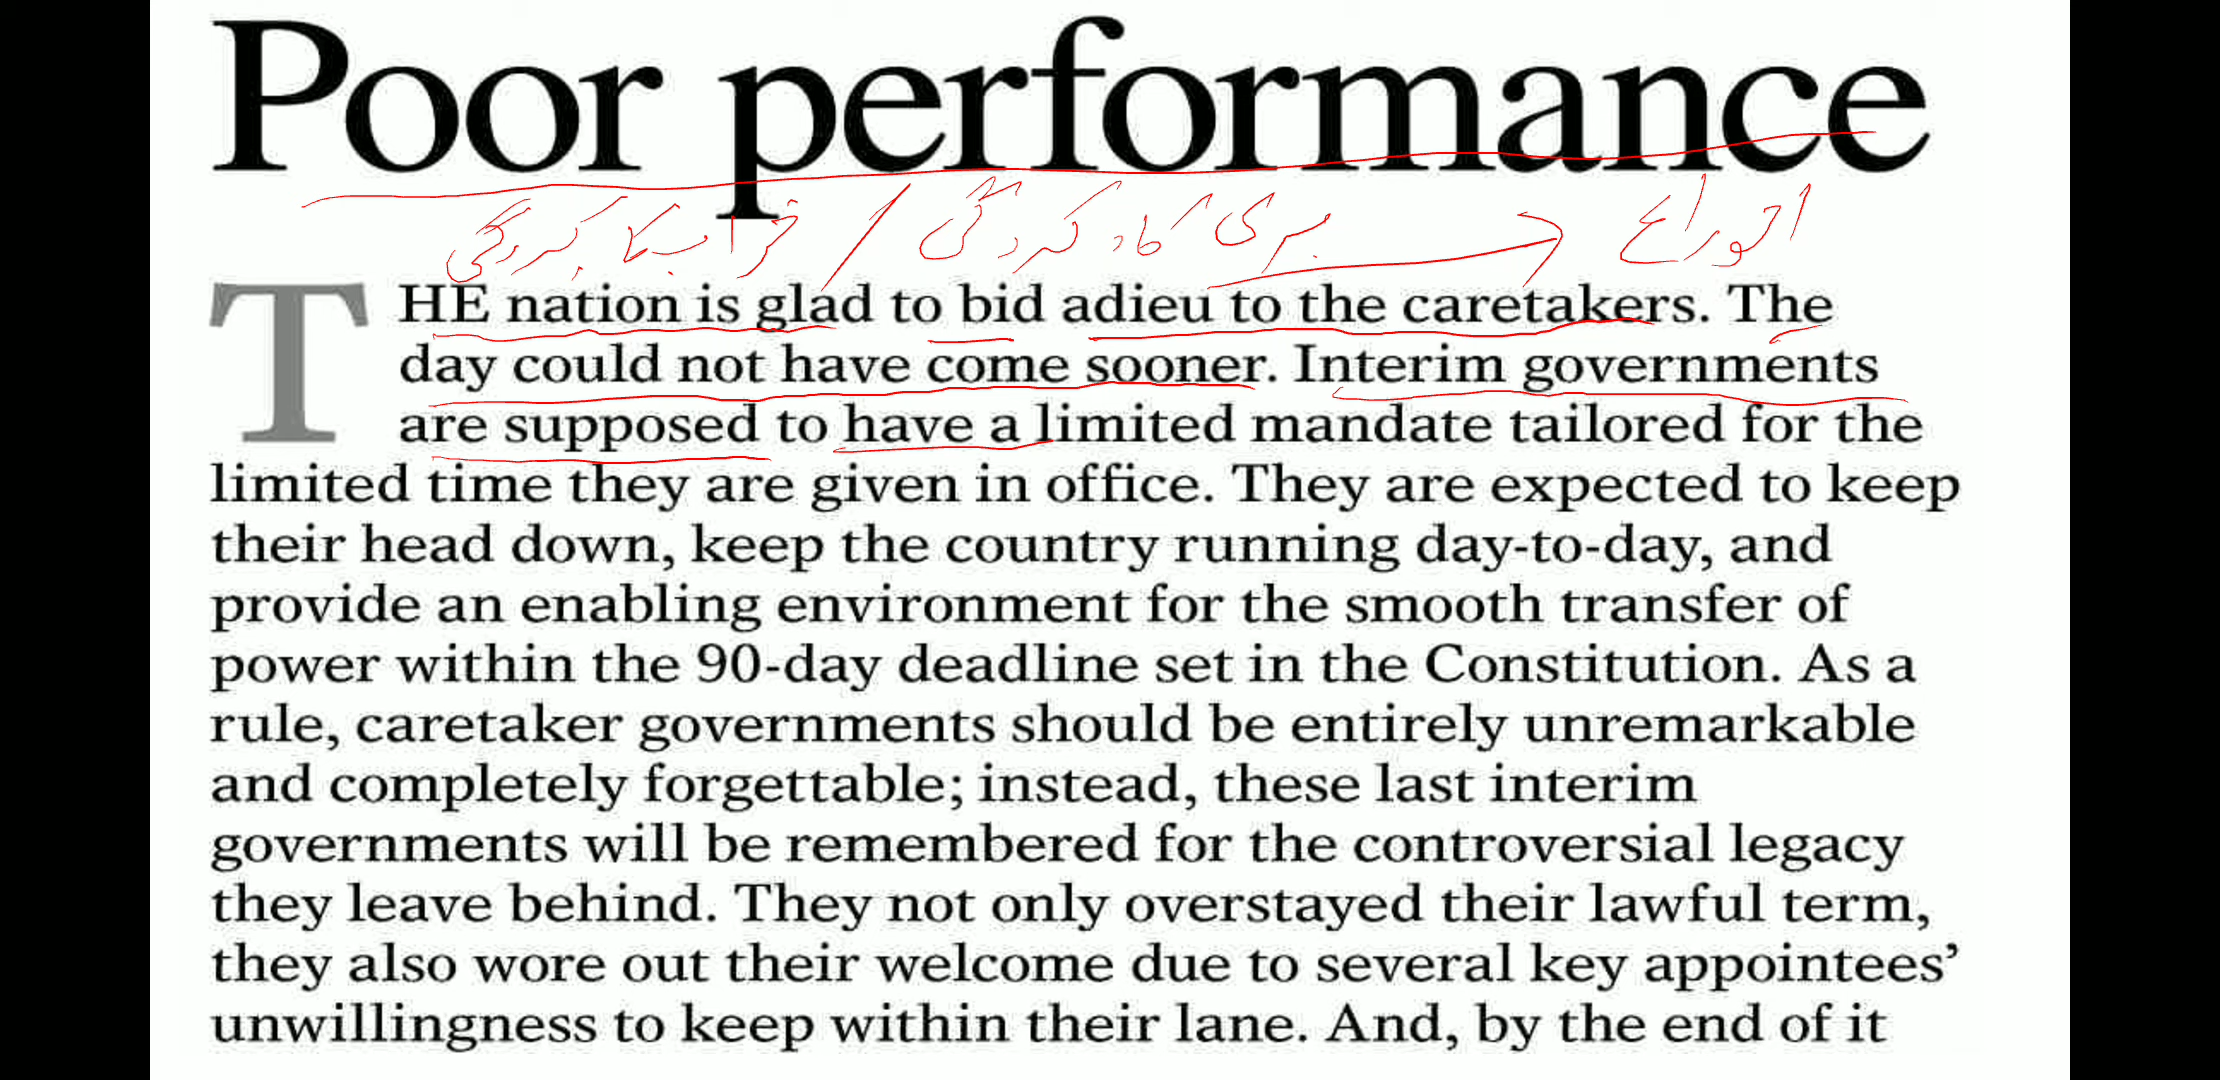 Poor performance
بری کارکردگی / خراب کارکردگی
THE nation is glad to bid adieu to the caretakers. The
day could not have come sooner. Interim governments
are supposed to have a limited mandate tailored for the
limited time they are given in office. They are expected to keep
their head down, keep the country running day-to-day, and
provide an enabling environment for the smooth transfer of
power within the 90-day deadline set in the Constitution. As a
rule, caretaker governments should be entirely unremarkable
and completely forgettable; instead, these last interim
governments will be remembered for the controversial legacy
they leave behind. They not only overstayed their lawful term,
they also wore out their welcome due to several key appointees’
unwillingness to keep within their lane. And, by the end of it